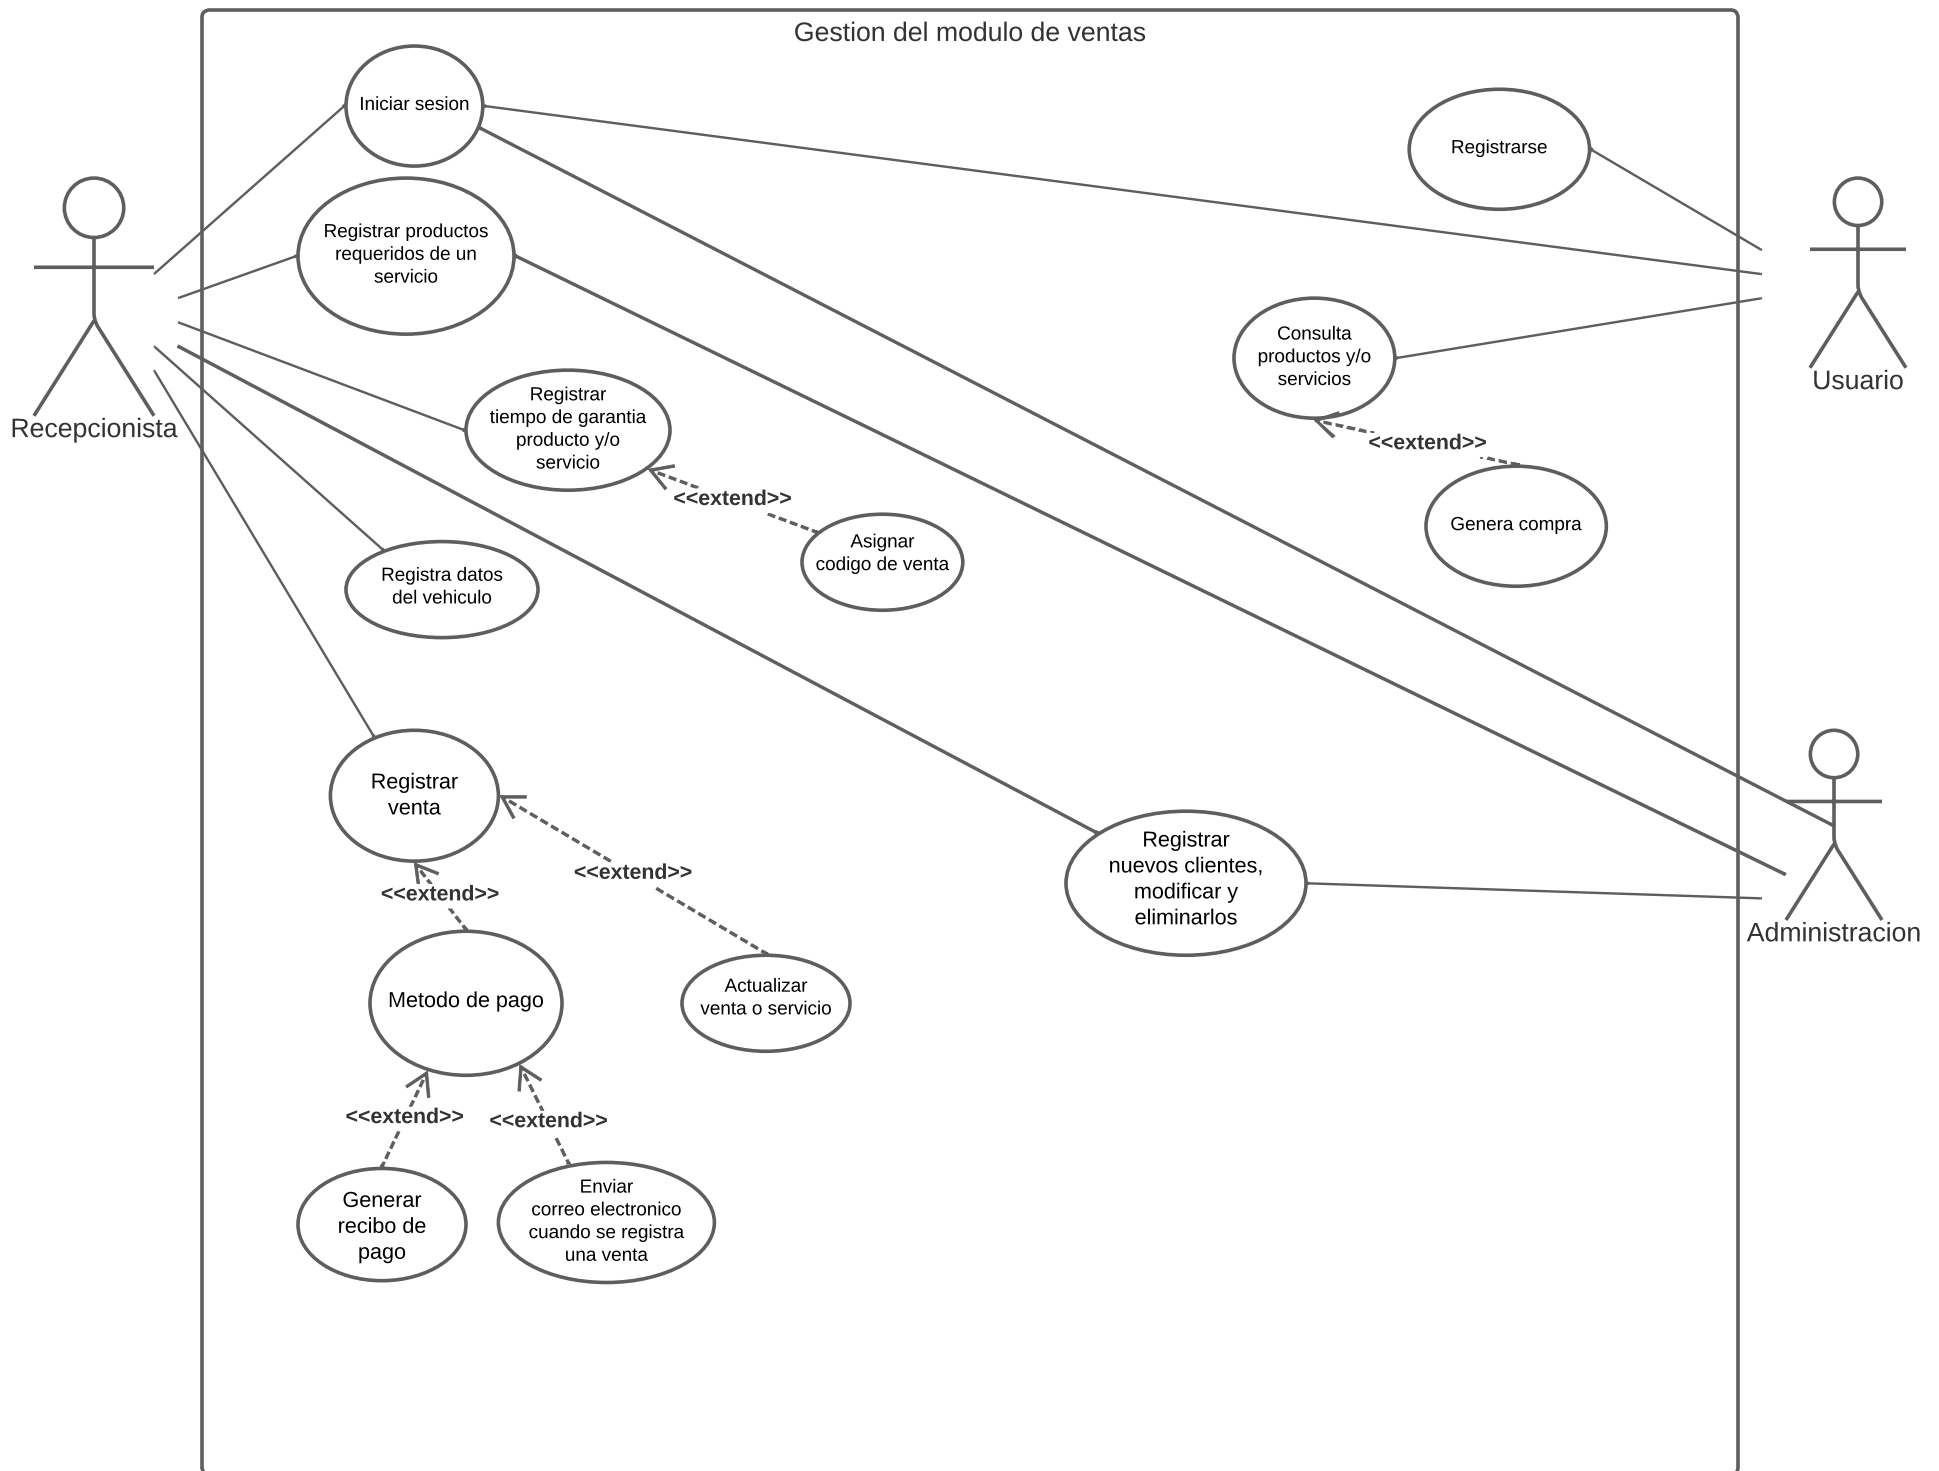 Gestion del modulo de ventas
Iniciar sesion
Registrarse
Registrar productos
requeridos de un
servicio
Recepcionista
Usuario
Consulta
productos y/o
servicios
<<extend>>
Genera compra
Registrar
tiempo de garantia
producto y/o
servicio
<<extend>>
Asignar
codigo de venta
Registra datos
del vehiculo
Registrar
venta
<<extend>>
<<extend>>
Registrar
nuevos clientes,
modificar y
eliminarlos
Administracion
Metodo de pago
Actualizar
venta o servicio
<<extend>>
<<extend>>
Generar
recibo de
pago
Enviar
correo electronico
cuando se registra
una venta